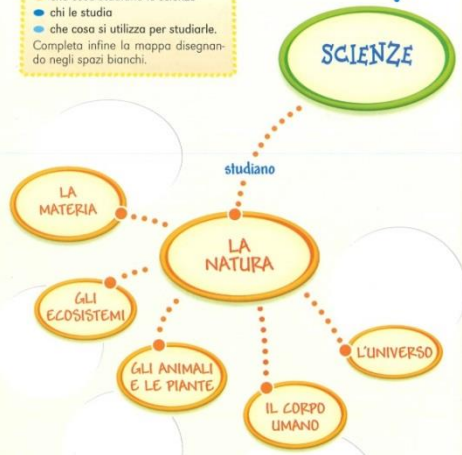 chi le studia
che cosa si utilizza per studiarle.
Completa infine la mappa disegnan-
do negli spazi bianchi.
SCIENZE
studiano
LA
MATERIA
LA
NATURA
GLI
ECOSISTEMI
GLI ANIMALI
E LE PIANTE
L'UNIVERSO
IL CORPO
UMANO